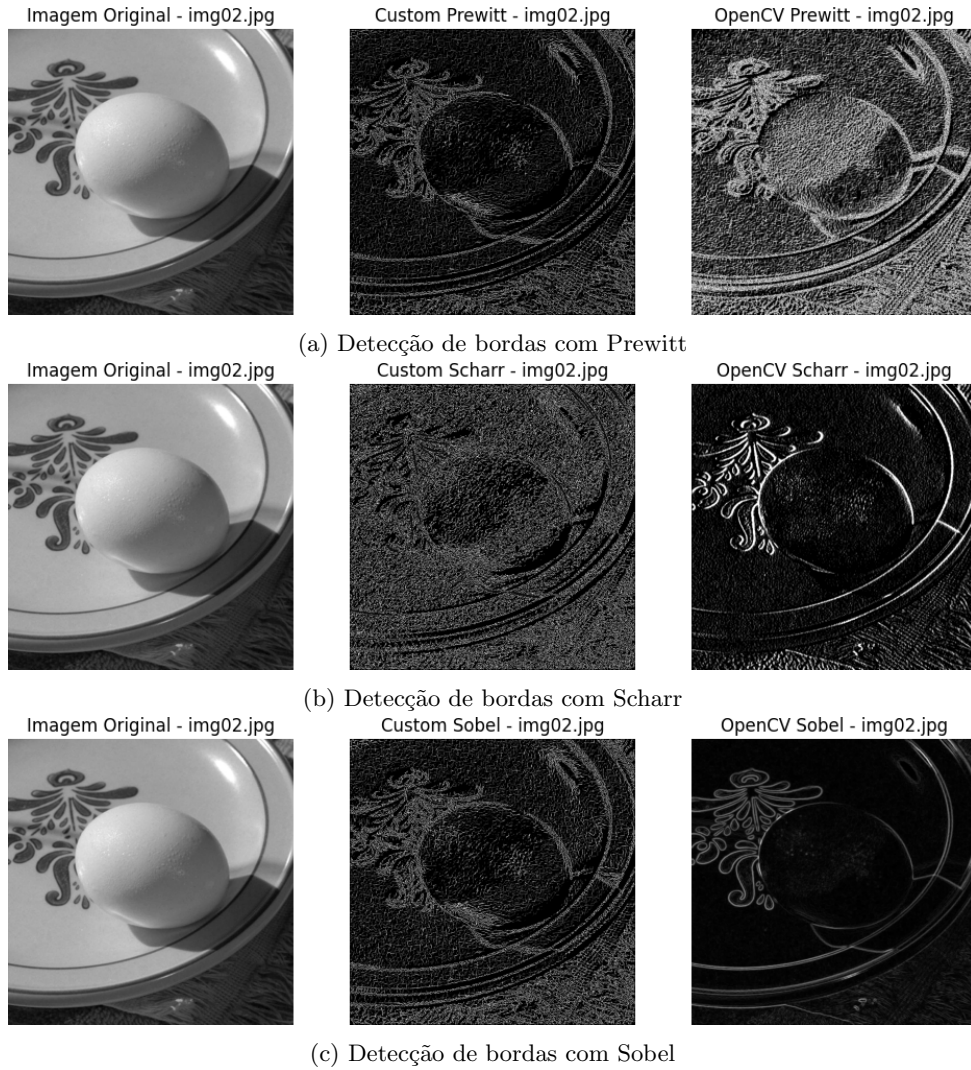 Imagem Original - img02.jpg Custom Prewitt - img02.jpg OpenCV Prewitt - img02.jpg
(a) Detecção de bordas com Prewitt
Imagem Original - img02.jpg Custom Scharr - img02.jpg OpenCV Scharr - img02.jpg
(b) Detecção de bordas com Scharr
Imagem Original - img02.jpg Custom Sobel - img02.jpg OpenCV Sobel - img02.jpg
(c) Detecção de bordas com Sobel